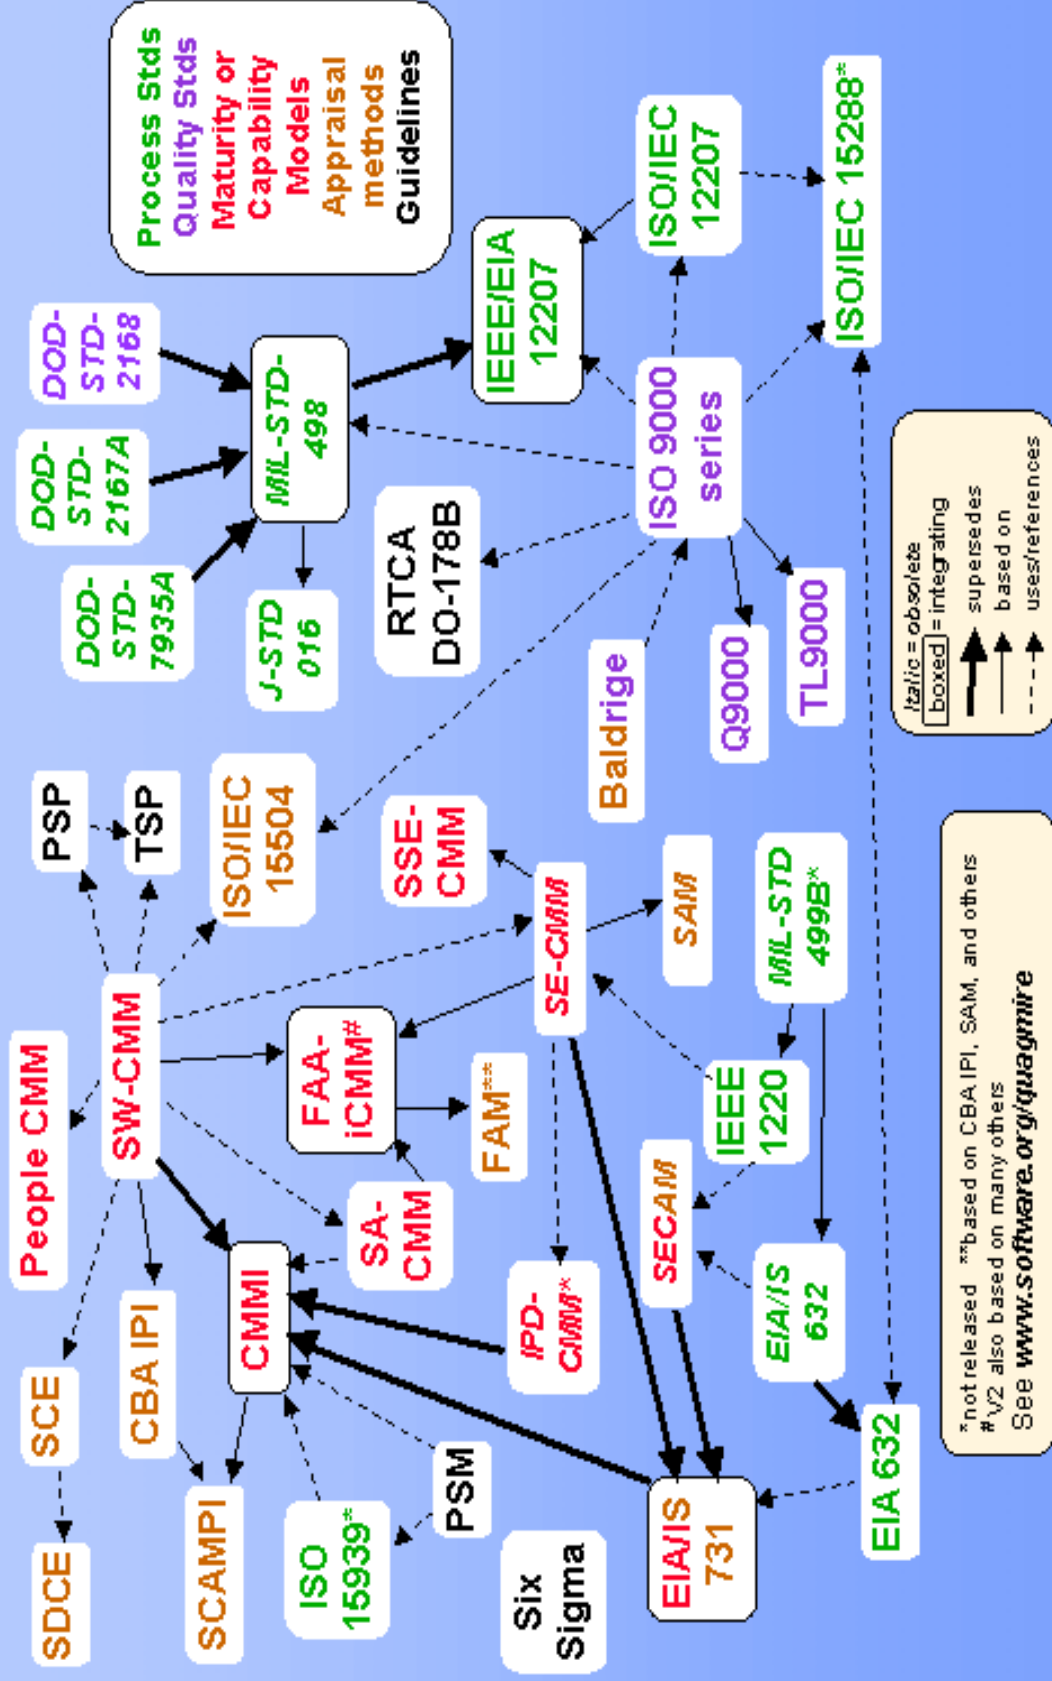 SDCE
SCE
People CMM
PSP
DOD-
STD-
7935A
DOD-
STD-
2167A
DOD-
STD-
2168
Process Stds
Quality Stds
Maturity or
Capability
Models
Appraisal
methods
Guidelines
SCAMPI
CBA IPI
SW-CMM
TSP
MIL-STD-
498
ISO
15939*
CMMI
FAA-
iCMM#
ISO/IEC
15504
J-STD
016
PSM
SA-
CMM
FAM**
SSE-
CMM
RTCA
DO-178B
IEEE/EIA
12207
Six
Sigma
IPD-
CMM*
SE-CMM
Baldrige
ISO 9000
series
ISO/IEC
12207
EIA/IS
731
SECAM
IEEE
1220
SAM
Q9000
TL9000
EIA 632
EIA/IS
632
MIL-STD
499B*
ISO/IEC 15288*
*not released **based on CBA IPI, SAM, and others
#V2 also based on many others
See www.software.org/quagmire
Italic = obsolete
boxed = integrating
supersedes
based on
uses/references